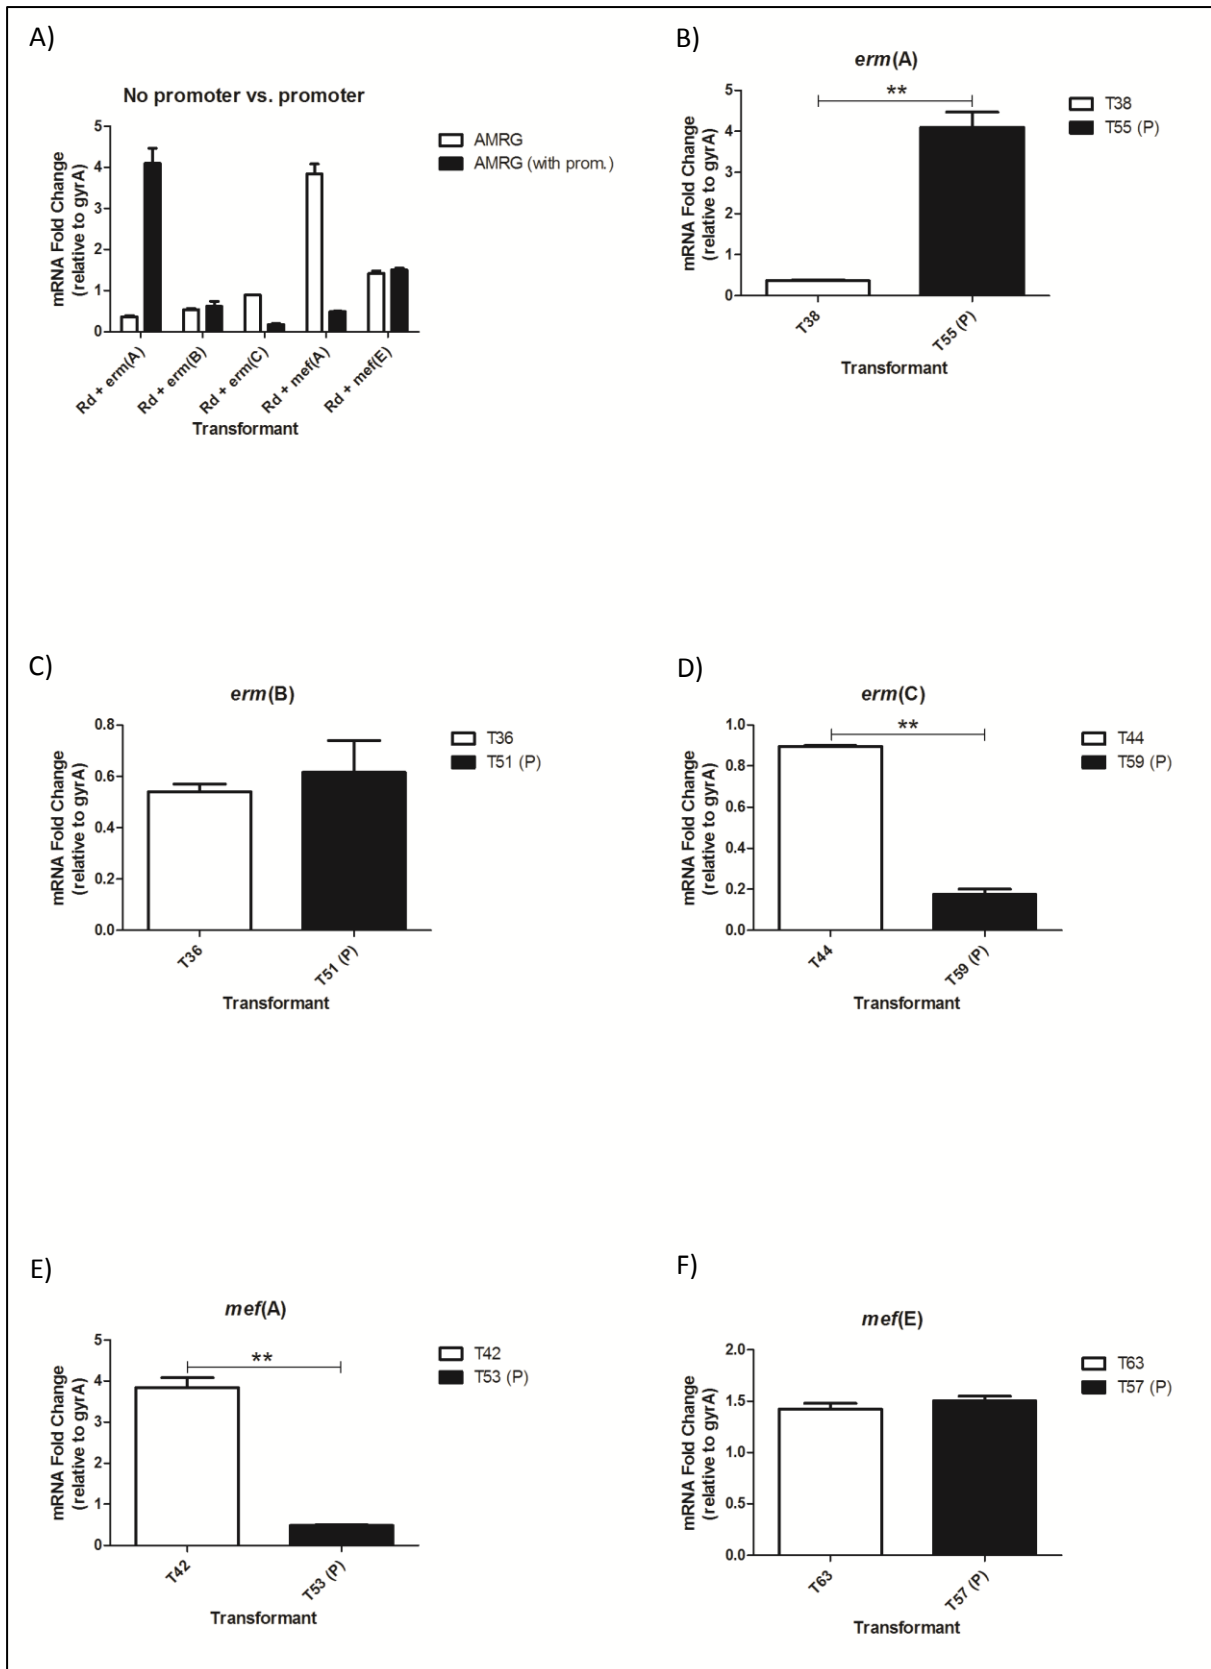 A)
No promoter vs. promoter
mRNA Fold Change
(relative to gyrA)
5
4
3
2
1
0
AMRG
AMRG (with prom.)
Rd + erm(A)
Rd + erm(B)
Rd + erm(C)
Rd + mef(A)
Rd + mef(E)
Transformant
B)
erm(A)
mRNA Fold Change
(relative to gyrA)
5
4
3
2
1
0
**
T38
T55 (P)
T38
T55 (P)
Transformant
C)
erm(B)
mRNA Fold Change
(relative to gyrA)
0.8
0.6
0.4
0.2
0.0
T36
T51 (P)
T36
T51 (P)
Transformant
D)
erm(C)
mRNA Fold Change
(relative to gyrA)
1.0
0.8
0.6
0.4
0.2
0.0
**
T44
T59 (P)
T44
T59 (P)
Transformant
E)
mef(A)
mRNA Fold Change
(relative to gyrA)
5
4
3
2
1
0
**
T42
T53 (P)
T42
T53 (P)
Transformant
F)
mef(E)
mRNA Fold Change
(relative to gyrA)
2.0
1.5
1.0
0.5
0.0
T63
T57 (P)
T63
T57 (P)
Transformant